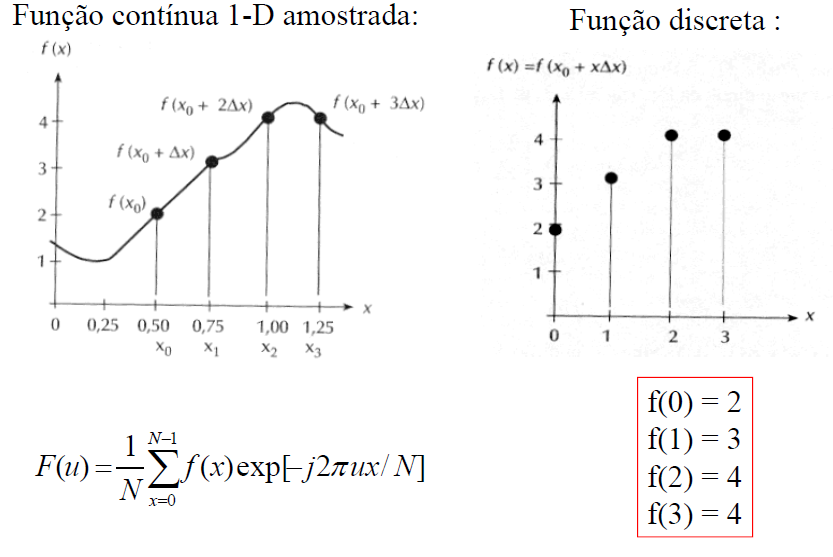 Função contínua 1-D amostrada:
f (x)
f (x₀ + 2Δx)
f (x₀ + 3Δx)
f (x₀ + Δx)
f (x₀)
4
3
2
1
0 0,25 0,50 0,75 1,00 1,25 x
x₀ x₁ x₂ x₃
Função discreta :
f (x) =f (x₀ + xΔx)
4
3
2
1
0 1 2 3 x
F(u) = 1/N ∑_{x=0}^{N−1} f(x) exp[−j2πux/N]
f(0) = 2
f(1) = 3
f(2) = 4
f(3) = 4